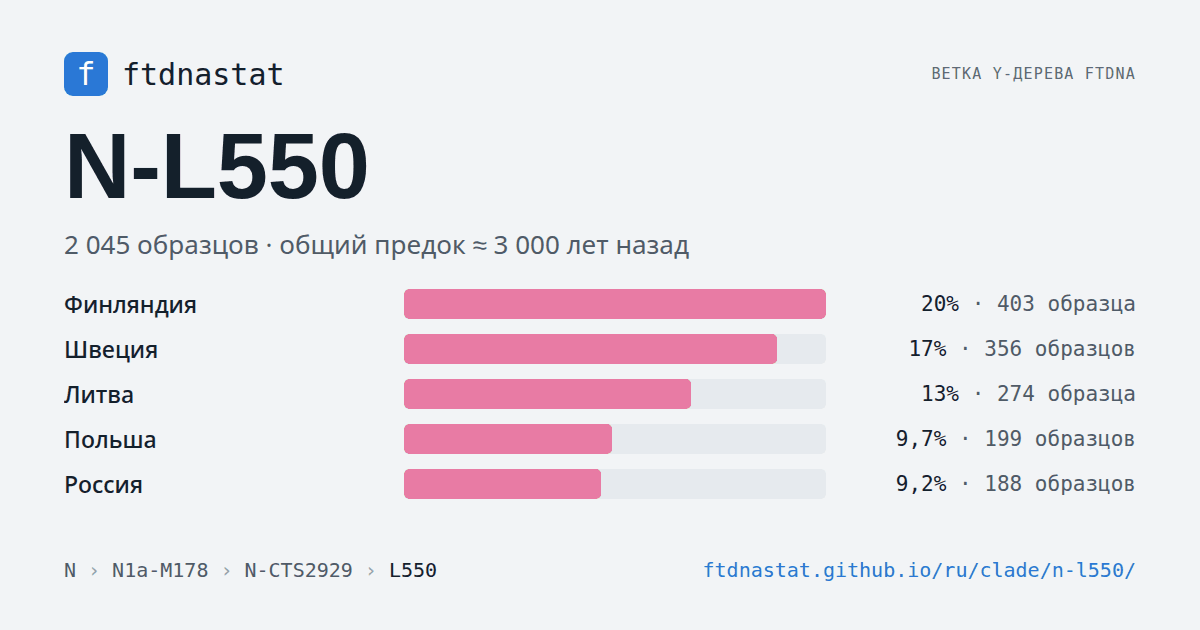 f ftdnastat
ВЕТКА Y-ДЕРЕВА FTDNA
N-L550
2 045 образцов · общий предок ≈ 3 000 лет назад
Финляндия 20% · 403 образца
Швеция 17% · 356 образцов
Литва 13% · 274 образца
Польша 9,7% · 199 образцов
Россия 9,2% · 188 образцов
N › N1a-M178 › N-CTS2929 › L550
ftdnastat.github.io/ru/clade/n-l550/